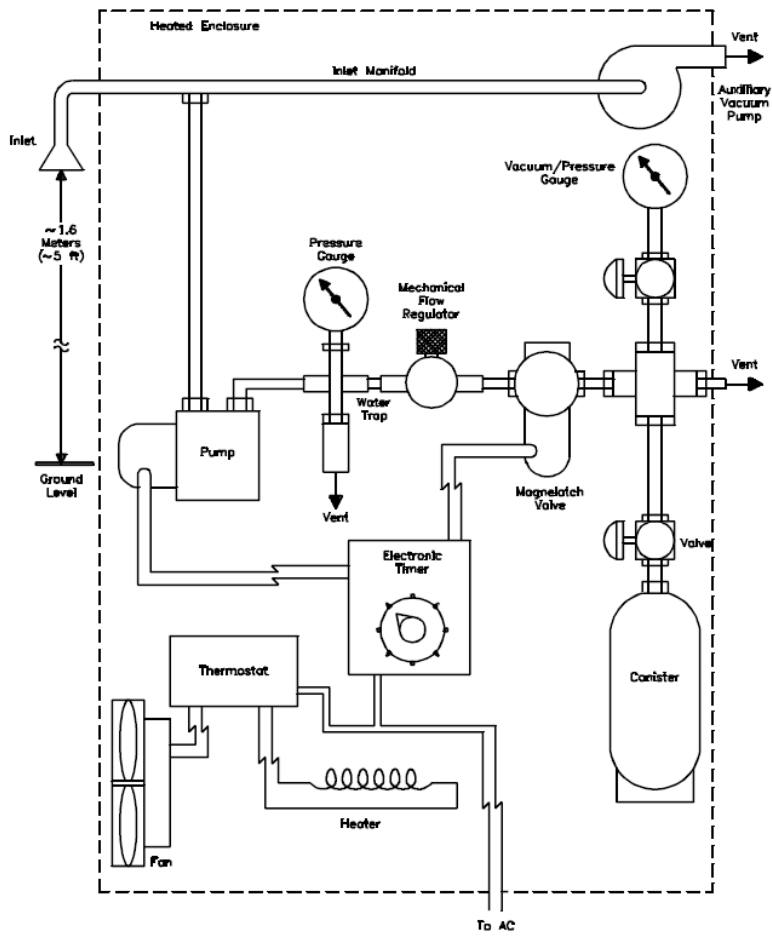 Heated Enclosure
Vent
Inlet Manifold
Auxilliary
Vacuum
Pump
Inlet
Vacuum/Pressure
Gauge
~1.6
Meters
(~5 ft)
Pressure
Gauge
Mechanical
Flow
Regulator
Vent
Water
Trap
Pump
Ground
Level
Magnelatch
Valve
Vent
Valve
Electronic
Timer
Thermostat
Canister
Heater
Fan
To AC